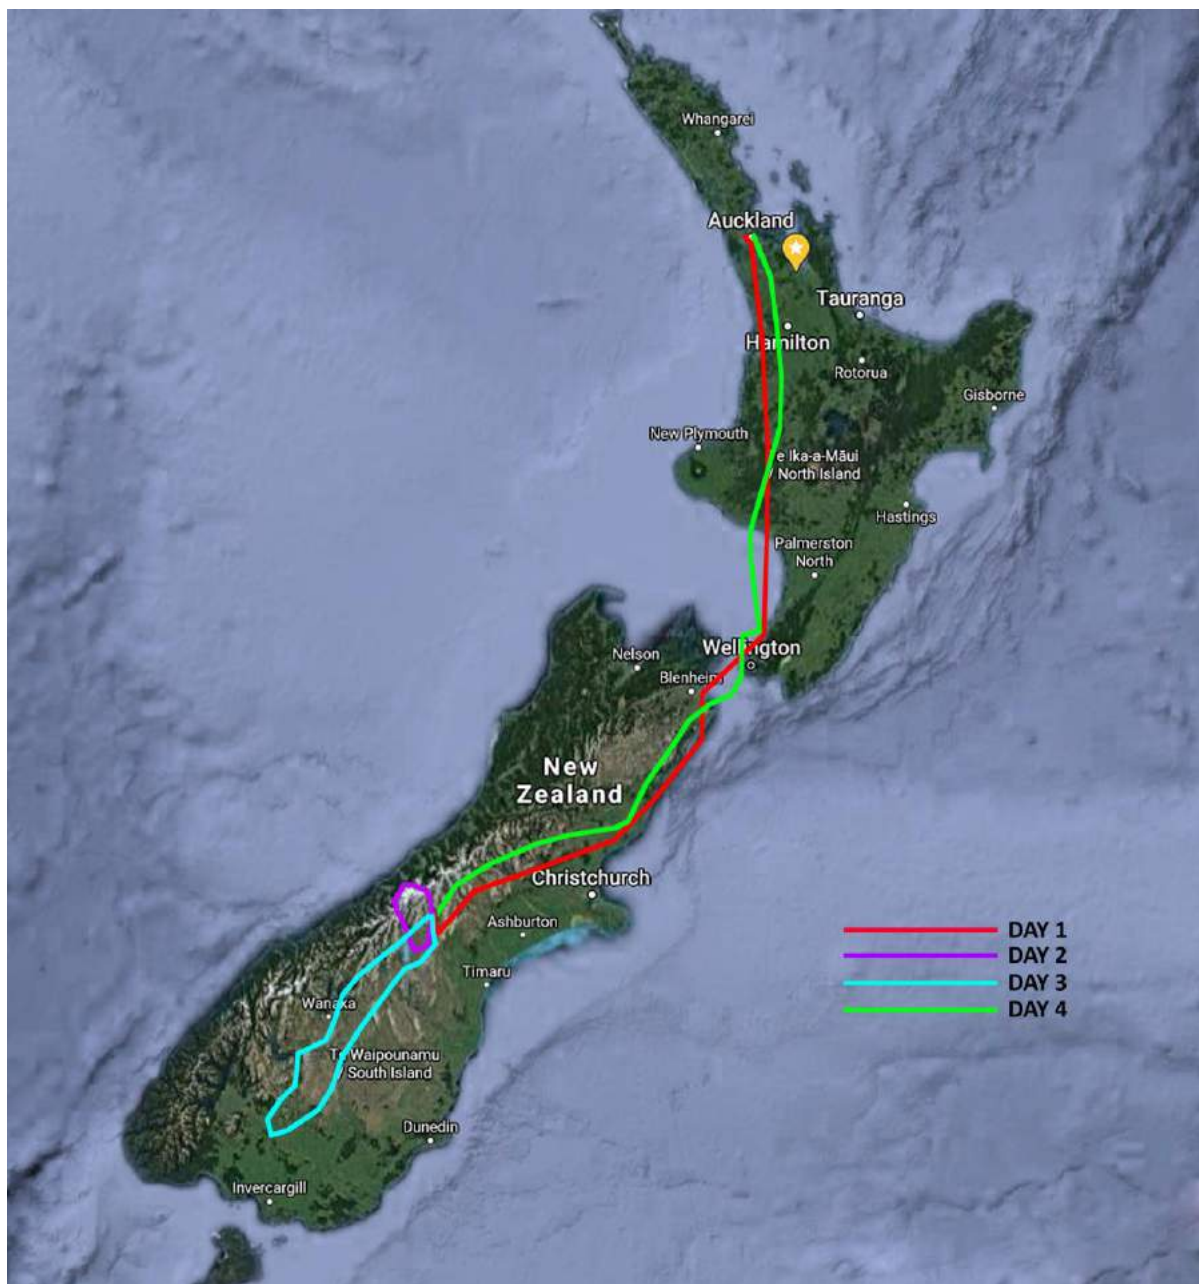 Whangarei
Auckland
Tauranga
Hamilton
Rotorua
Gisborne
New Plymouth
e Ika-a-Māui
/ North Island
Hastings
Palmerston
North
Wellington
Nelson
Blenheim
New
Zealand
Christchurch
Ashburton
Timaru
Wanaka
Te Waipounamu
/ South Island
Dunedin
Invercargill
DAY 1
DAY 2
DAY 3
DAY 4